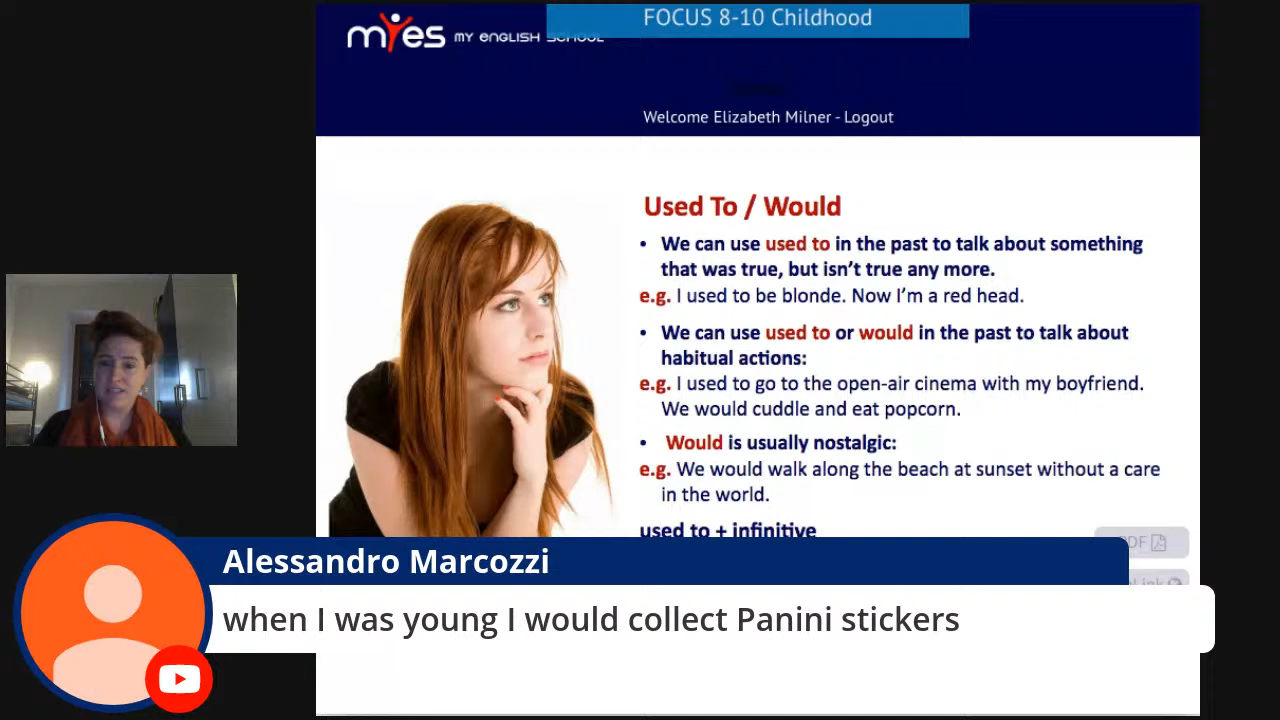 FOCUS 8-10 Childhood
myes MY ENGLISH SCHOOL
Welcome Elizabeth Milner - Logout
Used To / Would
• We can use used to in the past to talk about something
that was true, but isn't true any more.
e.g. I used to be blonde. Now I'm a red head.
• We can use used to or would in the past to talk about
habitual actions:
e.g. I used to go to the open-air cinema with my boyfriend.
We would cuddle and eat popcorn.
• Would is usually nostalgic:
e.g. We would walk along the beach at sunset without a care
in the world.
used to + infinitive
PDF
Alessandro Marcozzi
when I was young I would collect Panini stickers